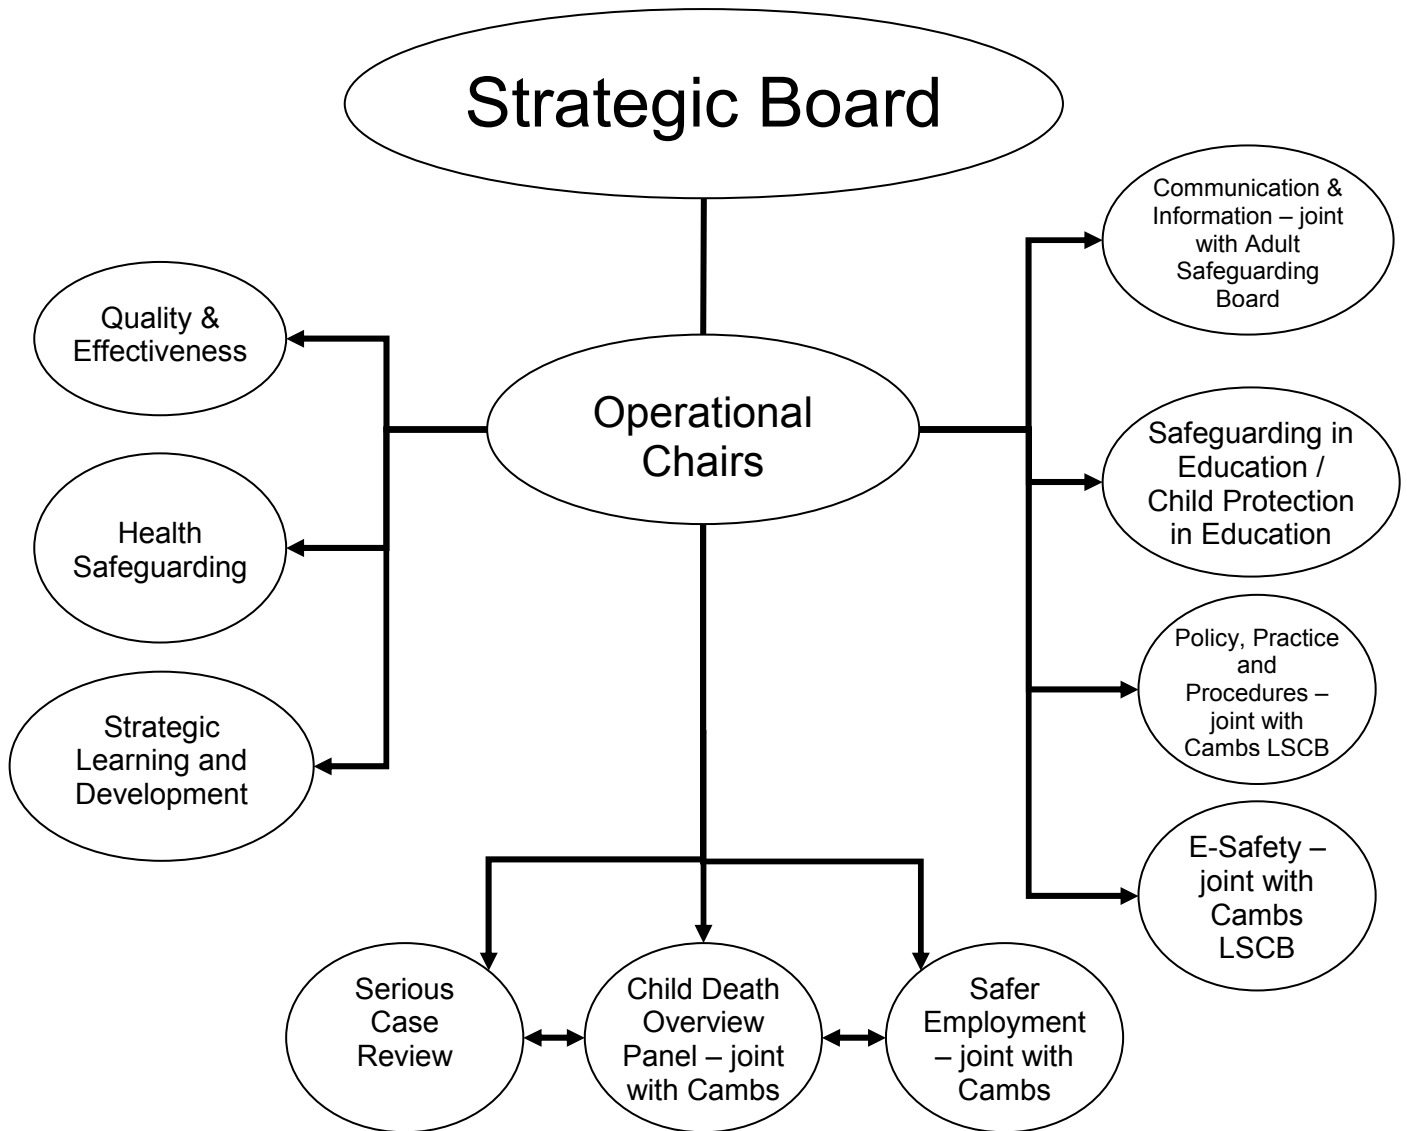 Strategic Board
Communication &
Information – joint
with Adult
Safeguarding
Board
Quality &
Effectiveness
Operational
Chairs
Safeguarding in
Education /
Child Protection
in Education
Health
Safeguarding
Policy, Practice
and
Procedures –
joint with
Cambs LSCB
Strategic
Learning and
Development
E-Safety –
joint with
Cambs
LSCB
Serious
Case
Review
Child Death
Overview
Panel – joint
with Cambs
Safer
Employment
– joint with
Cambs